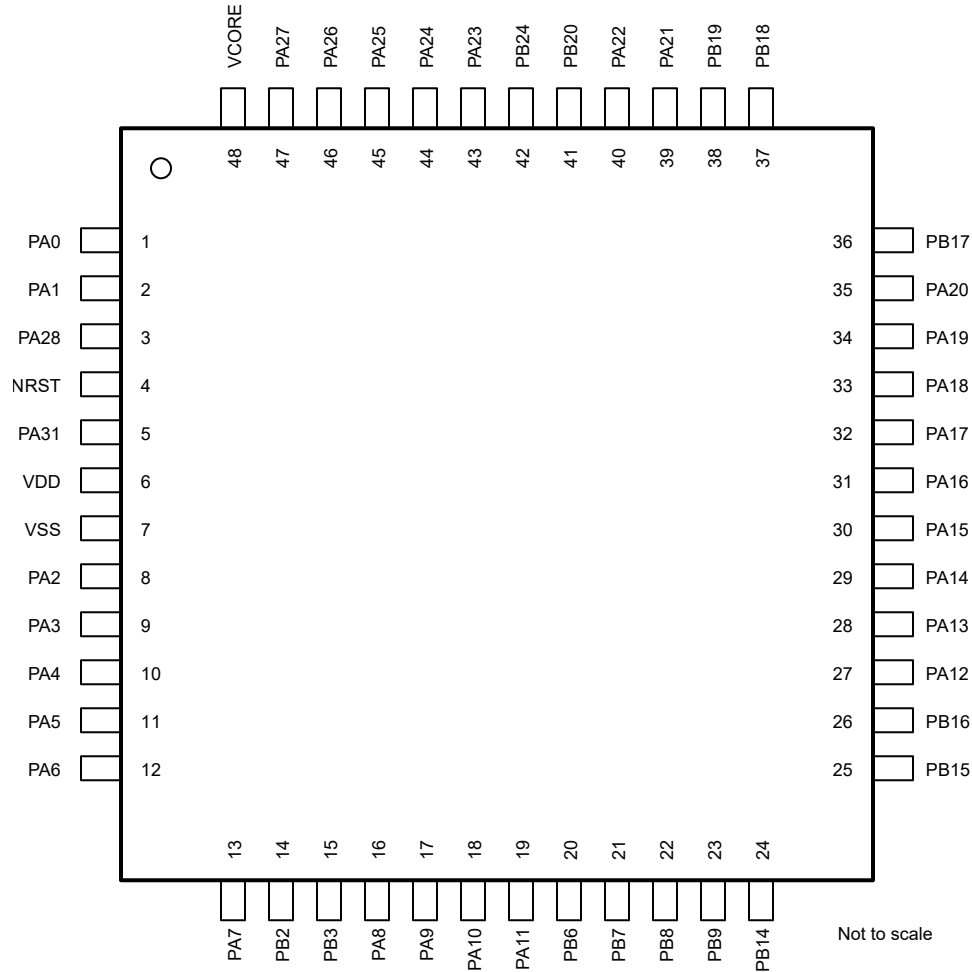 VCORE PA27 PA26 PA25 PA24 PA23 PB24 PB20 PA22 PA21 PB19 PB18
48 47 46 45 44 43 42 41 40 39 38 37
PA0 1 36 PB17
PA1 2 35 PA20
PA28 3 34 PA19
NRST 4 33 PA18
PA31 5 32 PA17
VDD 6 31 PA16
VSS 7 30 PA15
PA2 8 29 PA14
PA3 9 28 PA13
PA4 10 27 PA12
PA5 11 26 PB16
PA6 12 25 PB15
13 14 15 16 17 18 19 20 21 22 23 24
PA7 PB2 PB3 PA8 PA9 PA10 PA11 PB6 PB7 PB8 PB9 PB14
Not to scale